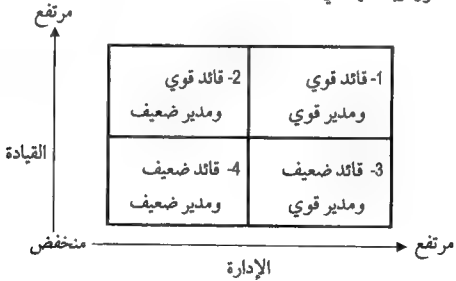 مرتفع
1- قائد قوي
ومدير قوي
2- قائد قوي
ومدير ضعيف
القيادة
3- قائد ضعيف
ومدير قوي
4- قائد ضعيف
ومدير ضعيف
منخفض
مرتفع
الإدارة